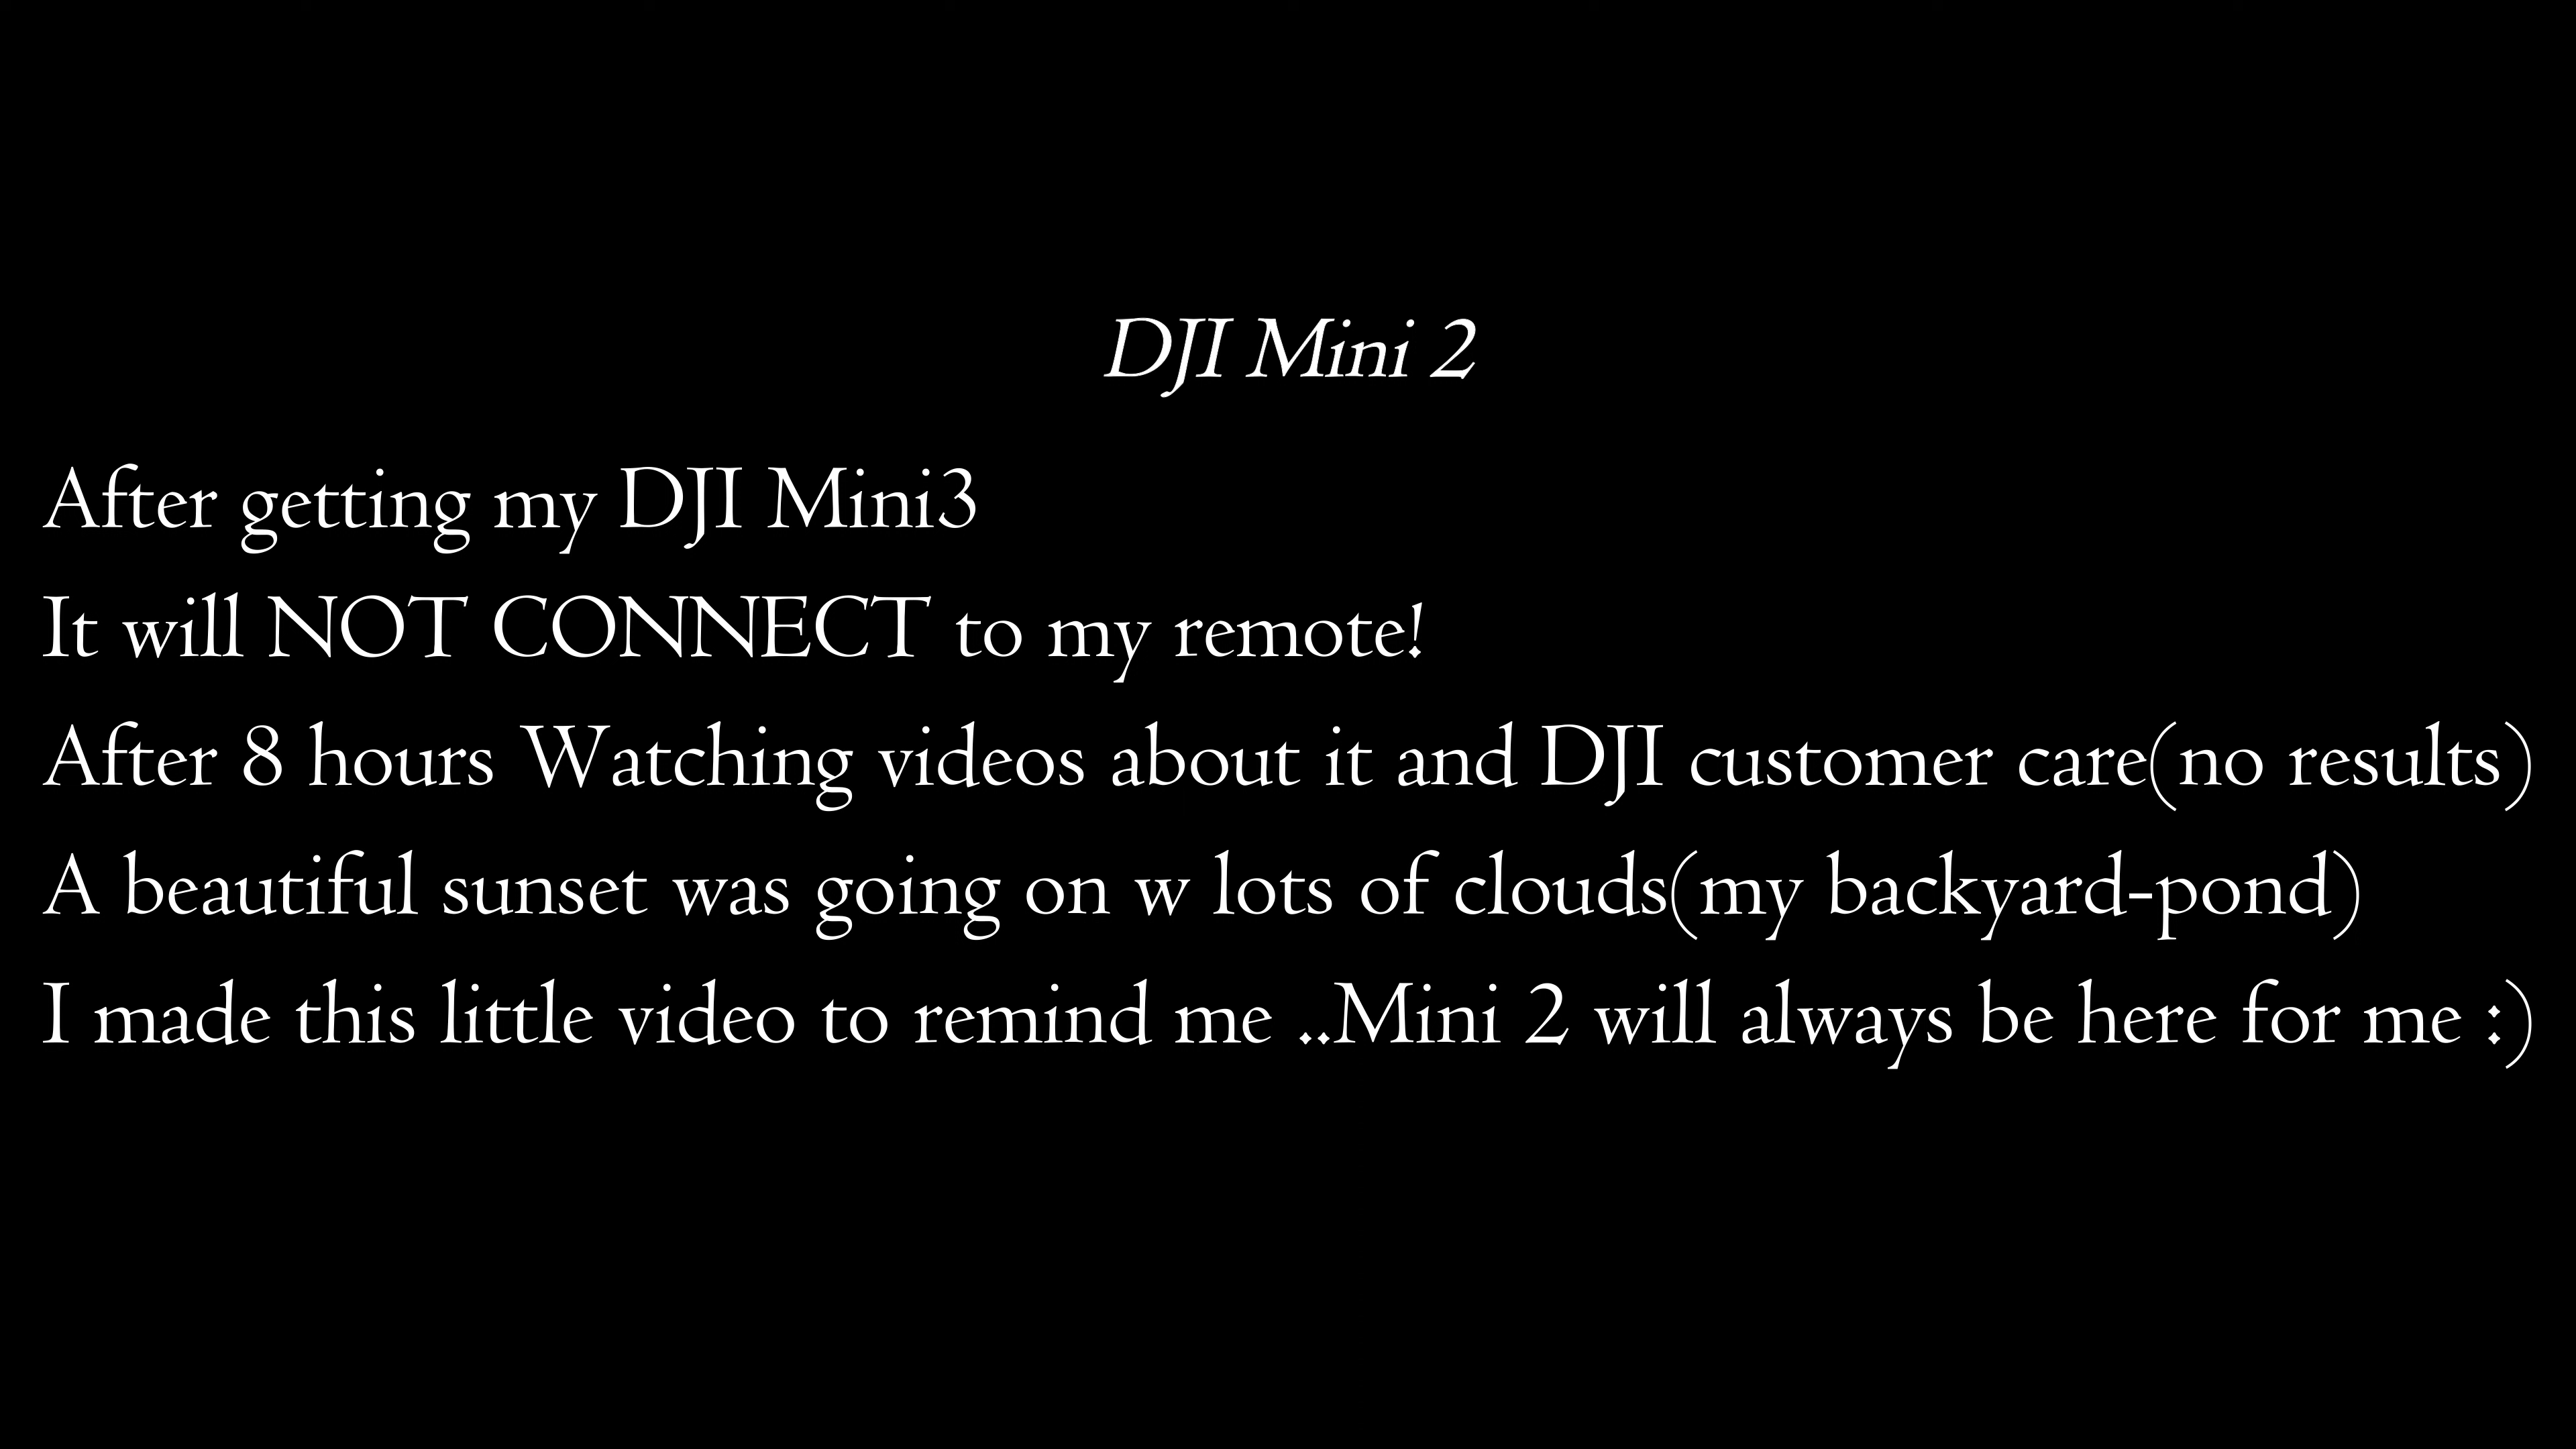 DJI Mini 2
After getting my DJI Mini3
It will NOT CONNECT to my remote!
After 8 hours Watching videos about it and DJI customer care(no results)
A beautiful sunset was going on w lots of clouds(my backyard-pond)
I made this little video to remind me ..Mini 2 will always be here for me :)